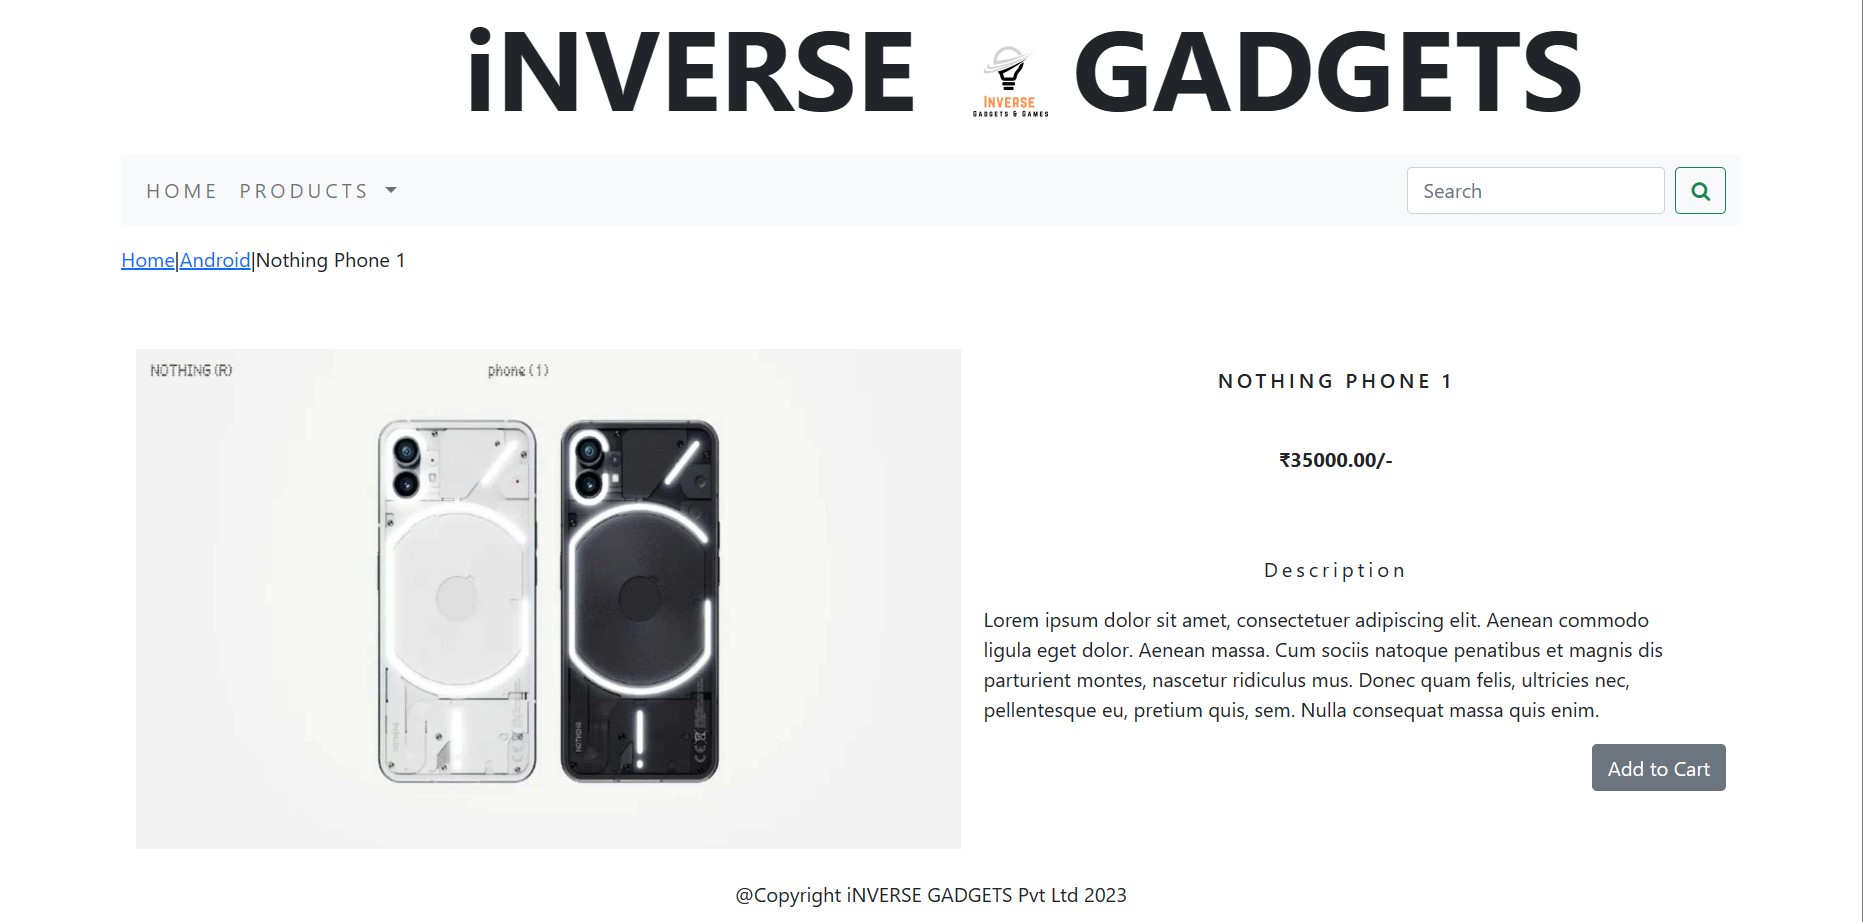 iNVERSE GADGETS
INVERSE
GADGETS & GAMES
HOME PRODUCTS
Search
Home|Android|Nothing Phone 1
NOTHING (R) phone (1)
NOTHING PHONE 1
₹35000.00/-
Description
Lorem ipsum dolor sit amet, consectetuer adipiscing elit. Aenean commodo
ligula eget dolor. Aenean massa. Cum sociis natoque penatibus et magnis dis
parturient montes, nascetur ridiculus mus. Donec quam felis, ultricies nec,
pellentesque eu, pretium quis, sem. Nulla consequat massa quis enim.
NOTHING
NOTHING
Add to Cart
@Copyright iNVERSE GADGETS Pvt Ltd 2023